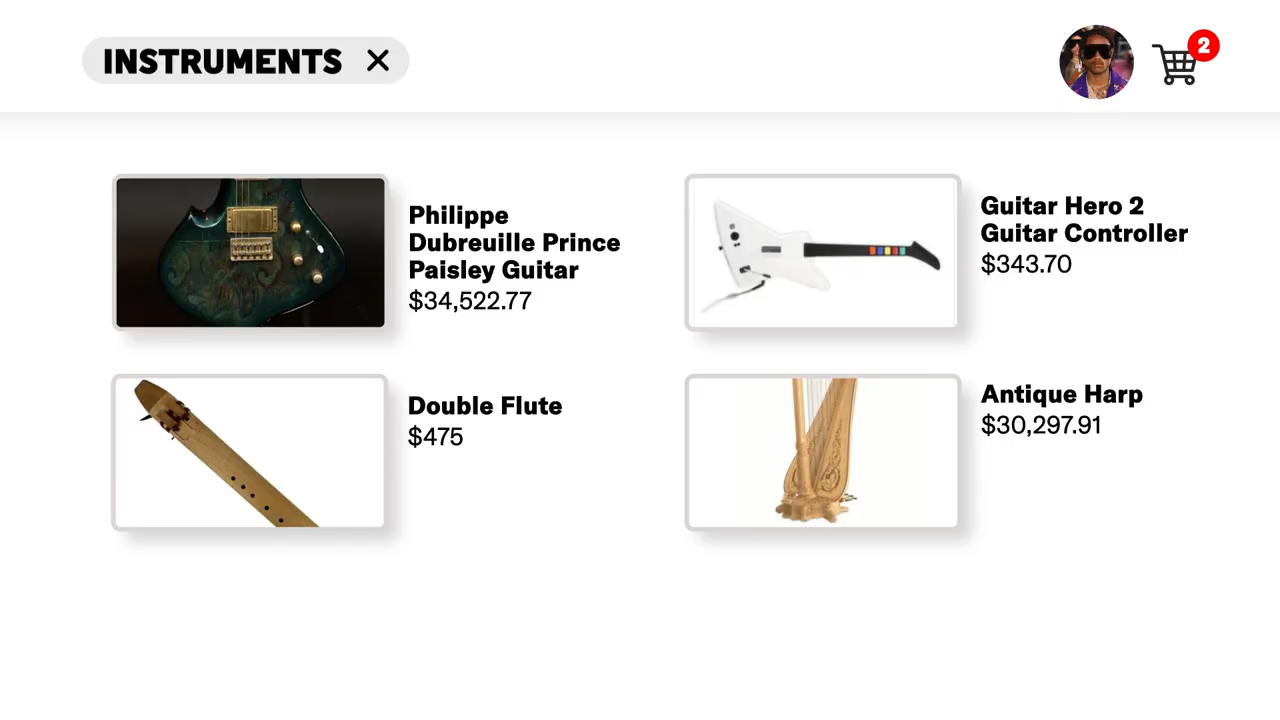 INSTRUMENTS
2
Philippe
Dubreuille Prince
Paisley Guitar
$34,522.77
Guitar Hero 2
Guitar Controller
$343.70
Double Flute
$475
Antique Harp
$30,297.91